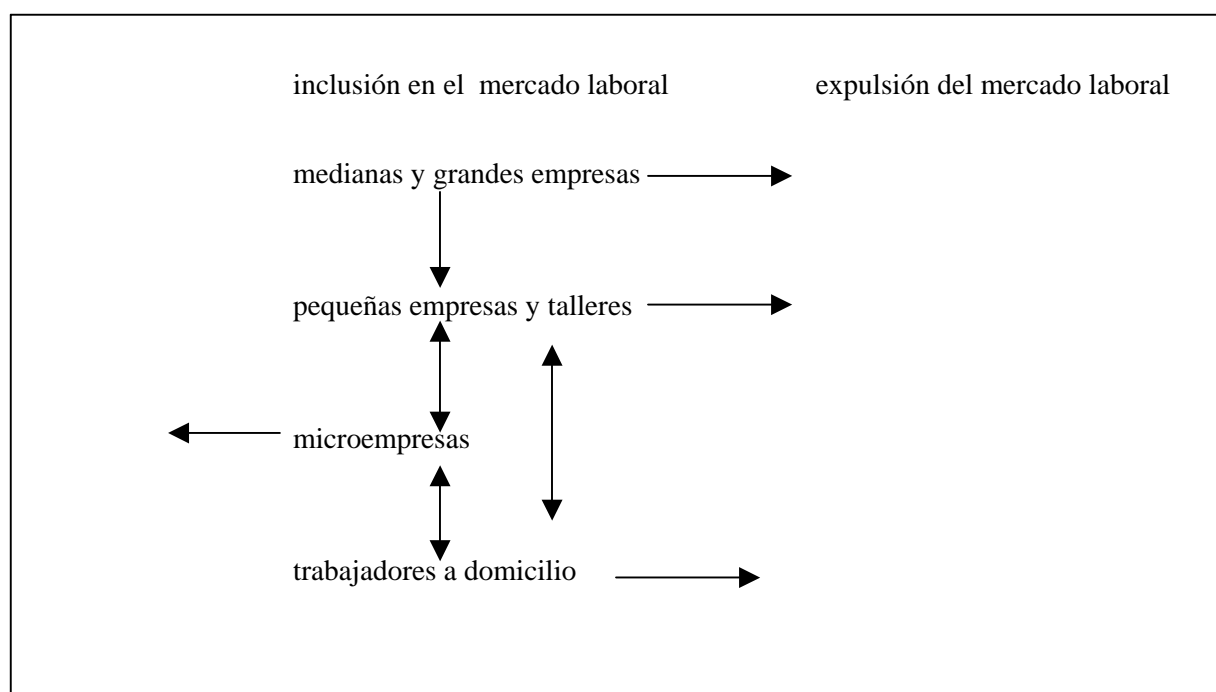 inclusión en el mercado laboral expulsión del mercado laboral
medianas y grandes empresas
pequeñas empresas y talleres
microempresas
trabajadores a domicilio